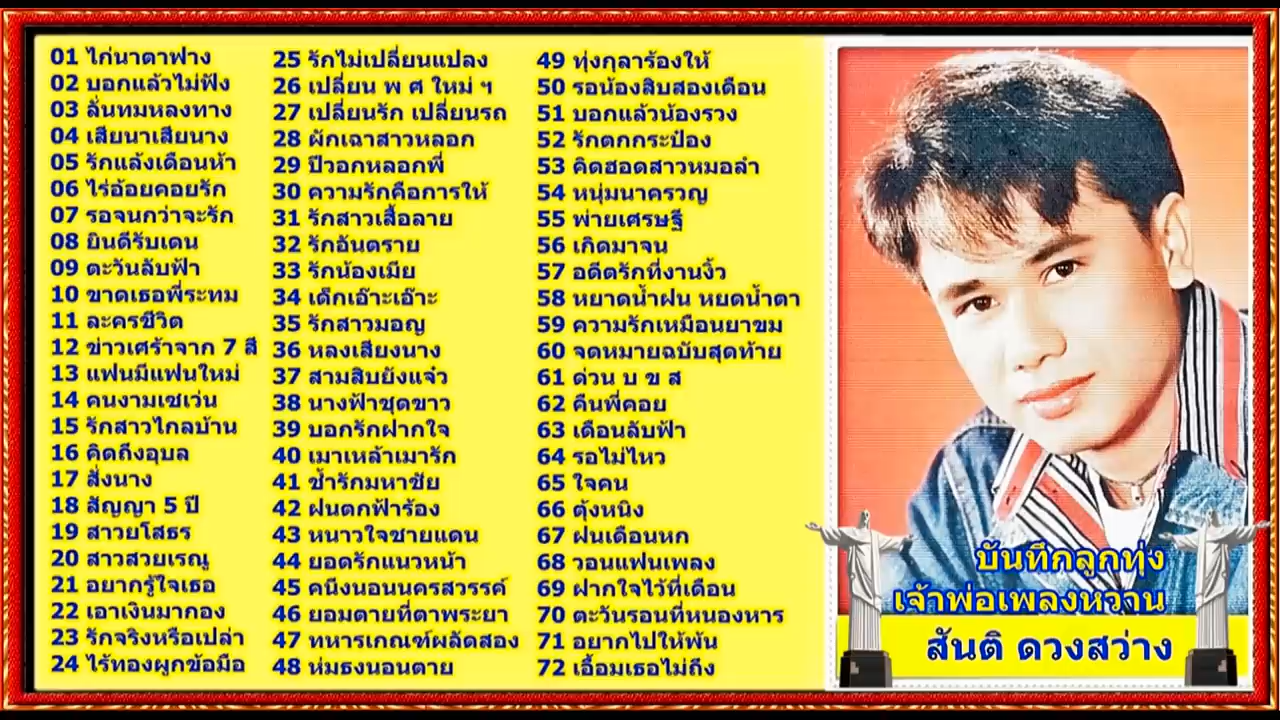 01 ไก่นาตาฟาง
02 บอกแล้วไม่ฟัง
03 ลั่นทมหลงทาง
04 เสียนาเสียนาง
05 รักแล้งเดือนห้า
06 ไร่อ้อยคอยรัก
07 รอจนกว่าจะรัก
08 ยินดีรับเดน
09 ตะวันลับฟ้า
10 ขาดเธอพี่ระทม
11 ละครชีวิต
12 ข่าวเศร้าจาก 7 สี
13 แฟนมีแฟนใหม่
14 คนงามเซเว่น
15 รักสาวไกลบ้าน
16 คิดถึงอุบล
17 สั่งนาง
18 สัญญา 5 ปี
19 สาวยโสธร
20 สาวสวยเรณู
21 อยากรู้ใจเธอ
22 เอาเงินมากอง
23 รักจริงหรือเปล่า
24 ไร้ทองผูกข้อมือ
25 รักไม่เปลี่ยนแปลง
26 เปลี่ยน พ ศ ใหม่ ฯ
27 เปลี่ยนรัก เปลี่ยนรถ
28 ผักเฉาสาวหลอก
29 ปีวอกหลอกพี่
30 ความรักคือการให้
31 รักสาวเสื้อลาย
32 รักอันตราย
33 รักน้องเมีย
34 เด็กเอ๊าะเอ๊าะ
35 รักสาวมอญ
36 หลงเสียงนาง
37 สามสิบยังแจ๋ว
38 นางฟ้าชุดขาว
39 บอกรักฝากใจ
40 เมาเหล้าเมารัก
41 ช้ำรักมหาชัย
42 ฝนตกฟ้าร้อง
43 หนาวใจชายแดน
44 ยอดรักแนวหน้า
45 คนึงนอนนครสวรรค์
46 ยอมตายที่ตาพระยา
47 ทหารเกณฑ์ผลัดสอง
48 ห่มธงนอนตาย
49 ทุ่งกุลาร้องให้
50 รอน้องสิบสองเดือน
51 บอกแล้วน้องรวง
52 รักตกกระป๋อง
53 คิดฮอดสาวหมอลำ
54 หนุ่มนาครวญ
55 พ่ายเศรษฐี
56 เกิดมาจน
57 อดีตรักที่งานงิ้ว
58 หยาดน้ำฝน หยดน้ำตา
59 ความรักเหมือนยาขม
60 จดหมายฉบับสุดท้าย
61 ด่วน บ ข ส
62 คืนพี่คอย
63 เดือนลับฟ้า
64 รอไม่ไหว
65 ใจคน
66 ตุ้งหนิง
67 ฝนเดือนหก
68 วอนแฟนเพลง
69 ฝากใจไว้ที่เดือน
70 ตะวันรอนที่หนองหาร
71 อยากไปให้พ้น
72 เอื้อมเธอไม่ถึง
บันทึกลูกทุ่ง
เจ้าพ่อเพลงหวาน
สันติ ดวงสว่าง